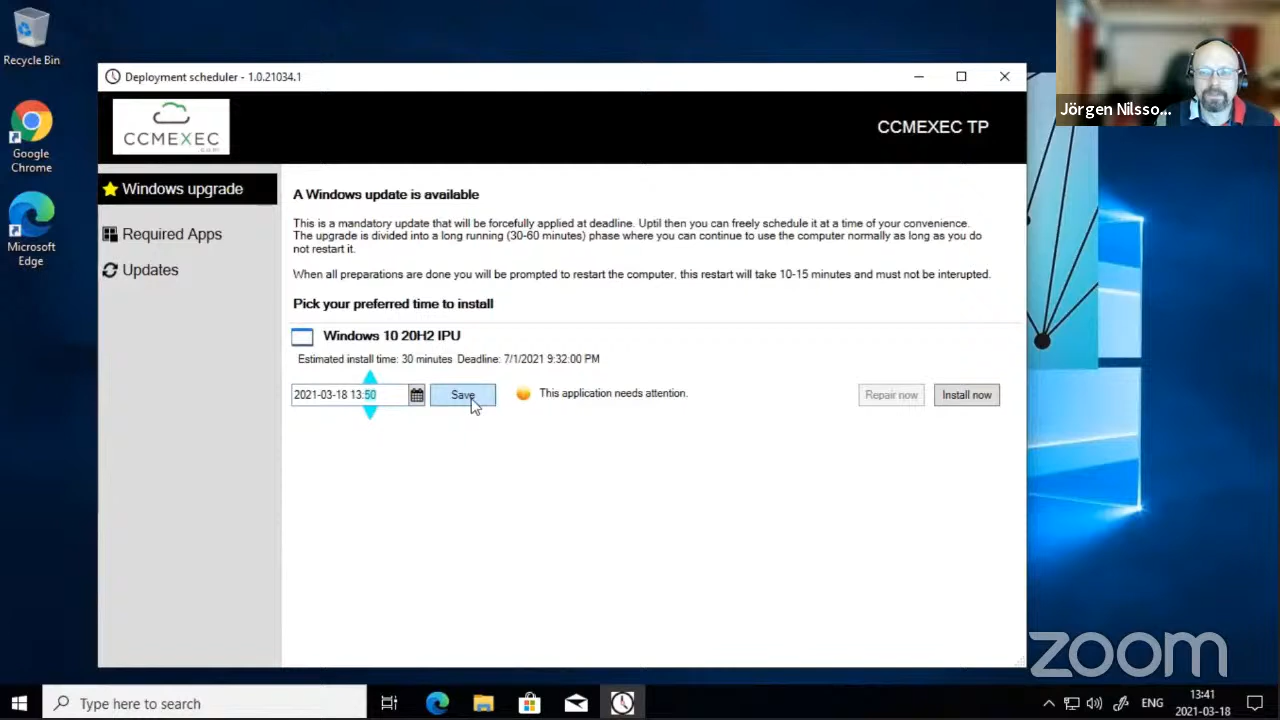 Recycle Bin
Google
Chrome
Microsoft
Edge
Deployment scheduler - 1.0.21034.1
CCMEXEC
.com
CCMEXEC TP
Windows upgrade
Required Apps
Updates
A Windows update is available
This is a mandatory update that will be forcefully applied at deadline. Uptil then you can freely schedule it at a time of your convenience.
The upgrade is divided into a long running (30-60 minutes) phase where you can continue to use the computer normally as long as you do
not restart it.
When all preparations are done you will be prompted to restart the computer, this restart will take 10-15 minutes and must not be interupted.
Pick your preferred time to install
Windows 10 20H2 IPU
Estimated install time: 30 minutes Deadline: 7/1/2021 9:32:00 PM
2021-03-18 13:50
Save
This application needs attention.
Repair now
Install now
Jörgen Nilsso...
zoom
Type here to search
ENG
13:41
2021-03-18